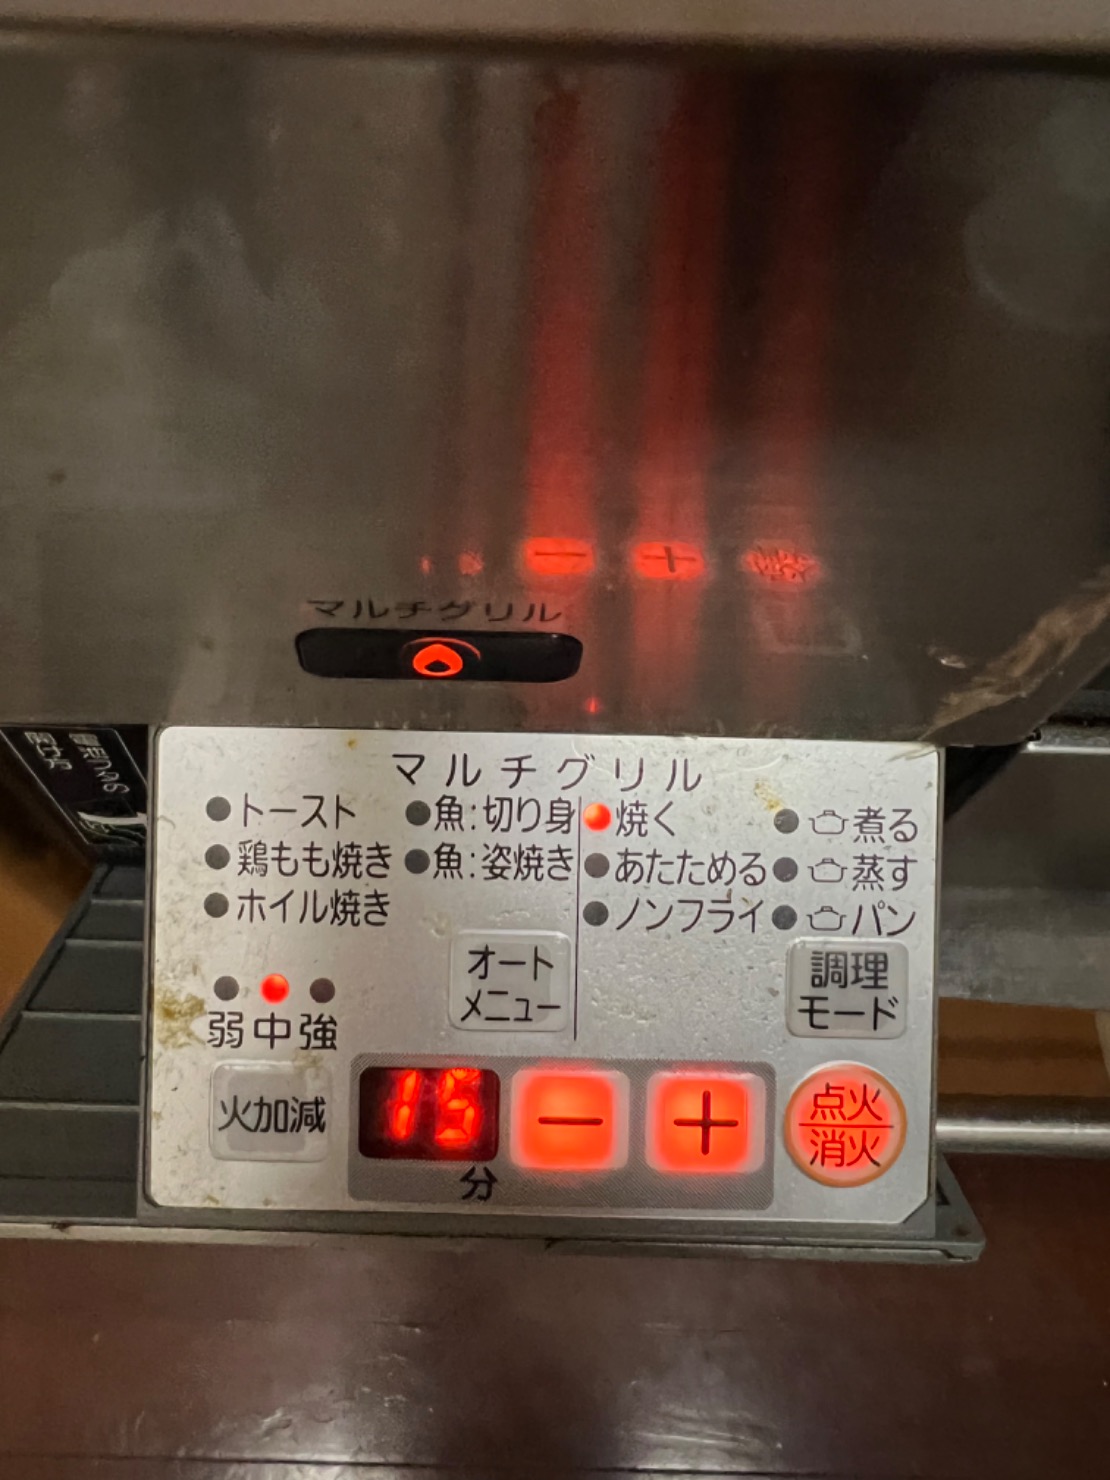 マルチグリル
マルチグリル
トースト 魚:切り身 焼く 煮る
鶏もも焼き 魚:姿焼き あたためる 蒸す
ホイル焼き ノンフライ パン
オート
メニュー
調理
モード
弱 中 強
火加減
分
− +
点火
消火